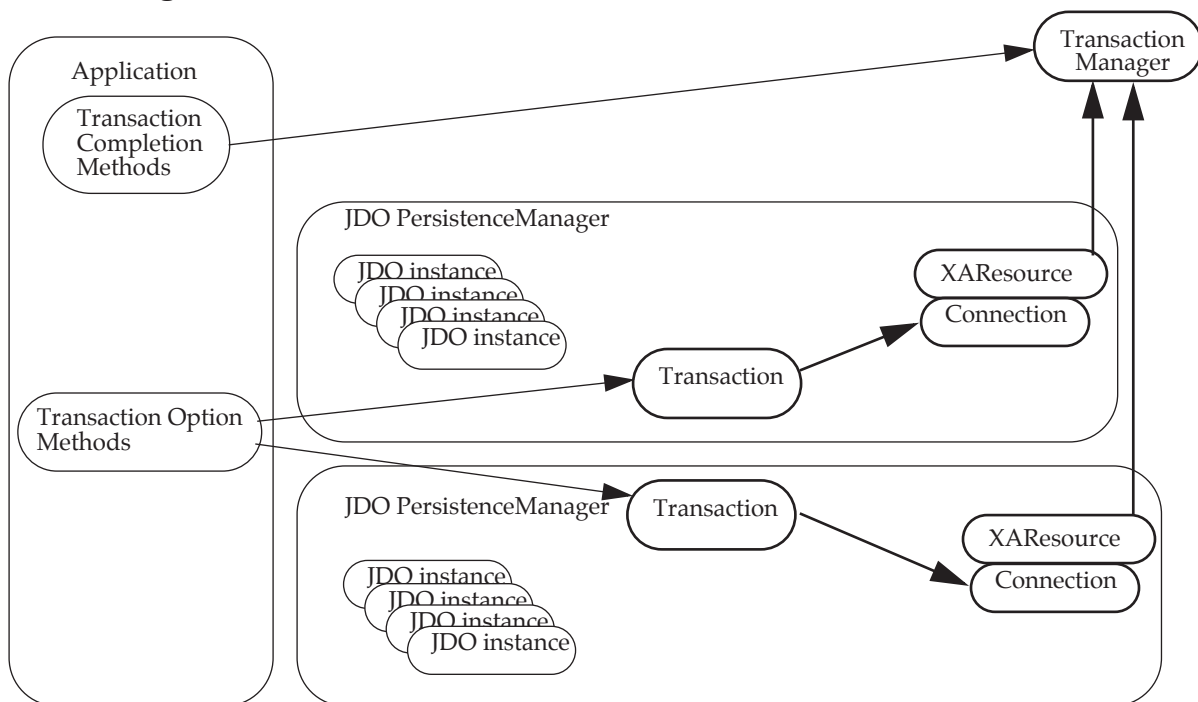 Transaction
Manager
Application
Transaction
Completion
Methods
JDO PersistenceManager
JDO instance
JDO instance
JDO instance
JDO instance
XAResource
Connection
Transaction
Transaction Option
Methods
JDO PersistenceManager
Transaction
XAResource
Connection
JDO instance
JDO instance
JDO instance
JDO instance